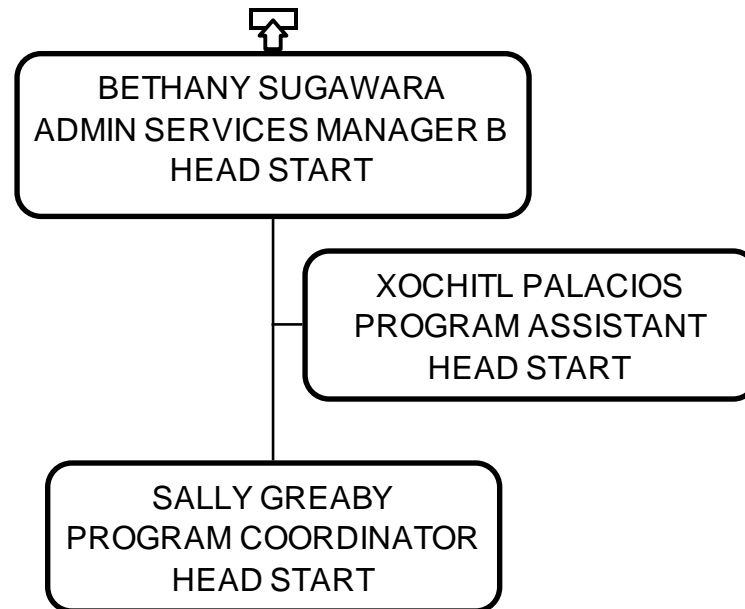 BETHANY SUGAWARA
ADMIN SERVICES MANAGER B
HEAD START
XOCHITL PALACIOS
PROGRAM ASSISTANT
HEAD START
SALLY GREABY
PROGRAM COORDINATOR
HEAD START